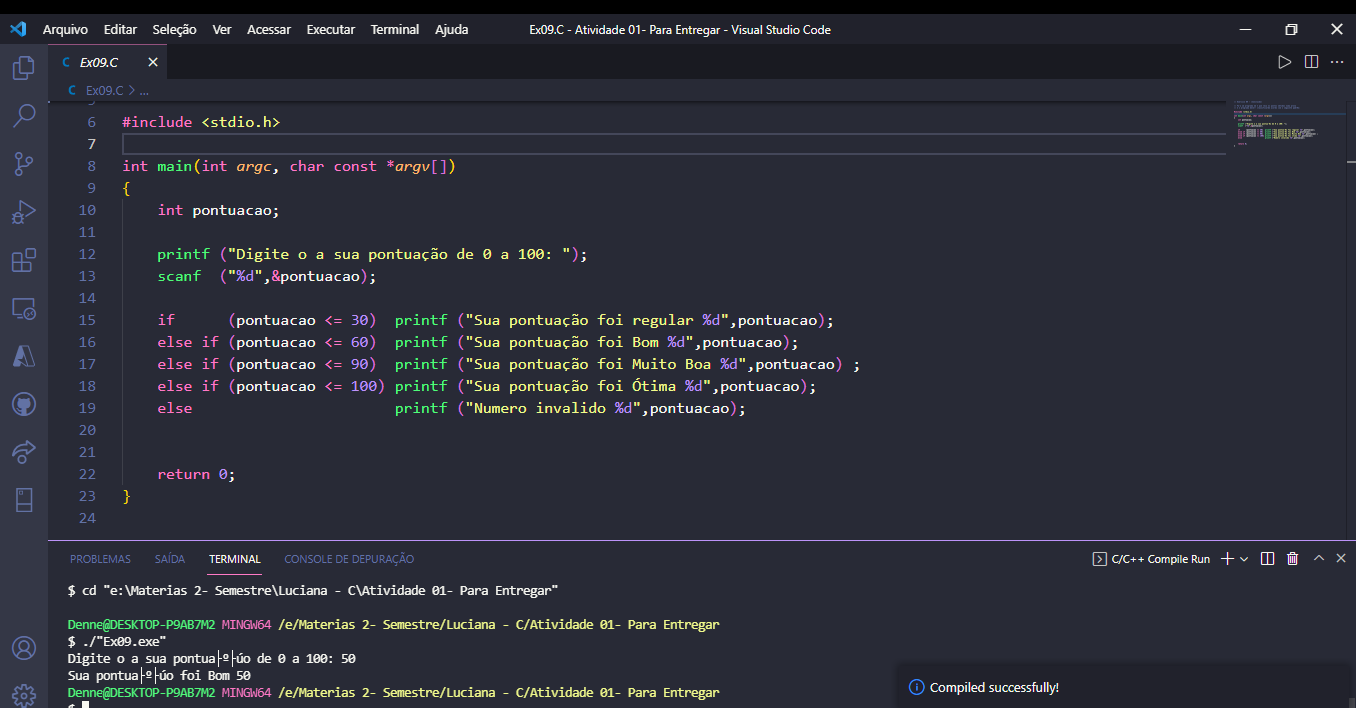 Arquivo Editar Seleção Ver Acessar Executar Terminal Ajuda Ex09.C - Atividade 01- Para Entregar - Visual Studio Code
C Ex09.C
C Ex09.C > ...
6 #include <stdio.h>
7
8 int main(int argc, char const *argv[])
9 {
10 int pontuacao;
11
12 printf ("Digite o a sua pontuação de 0 a 100: ");
13 scanf ("%d",&pontuacao);
14
15 if (pontuacao <= 30) printf ("Sua pontuação foi regular %d",pontuacao);
16 else if (pontuacao <= 60) printf ("Sua pontuação foi Bom %d",pontuacao);
17 else if (pontuacao <= 90) printf ("Sua pontuação foi Muito Boa %d",pontuacao) ;
18 else if (pontuacao <= 100) printf ("Sua pontuação foi Ótima %d",pontuacao);
19 else printf ("Numero invalido %d",pontuacao);
20
21
22 return 0;
23 }
24
PROBLEMAS SAÍDA TERMINAL CONSOLE DE DEPURAÇÃO C/C++ Compile Run
$ cd "e:\Materias 2- Semestre\Luciana - C\Atividade 01- Para Entregar"
Denne@DESKTOP-P9AB7M2 MINGW64 /e/Materias 2- Semestre/Luciana - C/Atividade 01- Para Entregar
$ ./"Ex09.exe"
Digite o a sua pontua├º├úo de 0 a 100: 50
Sua pontua├º├úo foi Bom 50
Denne@DESKTOP-P9AB7M2 MINGW64 /e/Materias 2- Semestre/Luciana - C/Atividade 01- Para Entregar
$
Compiled successfully!